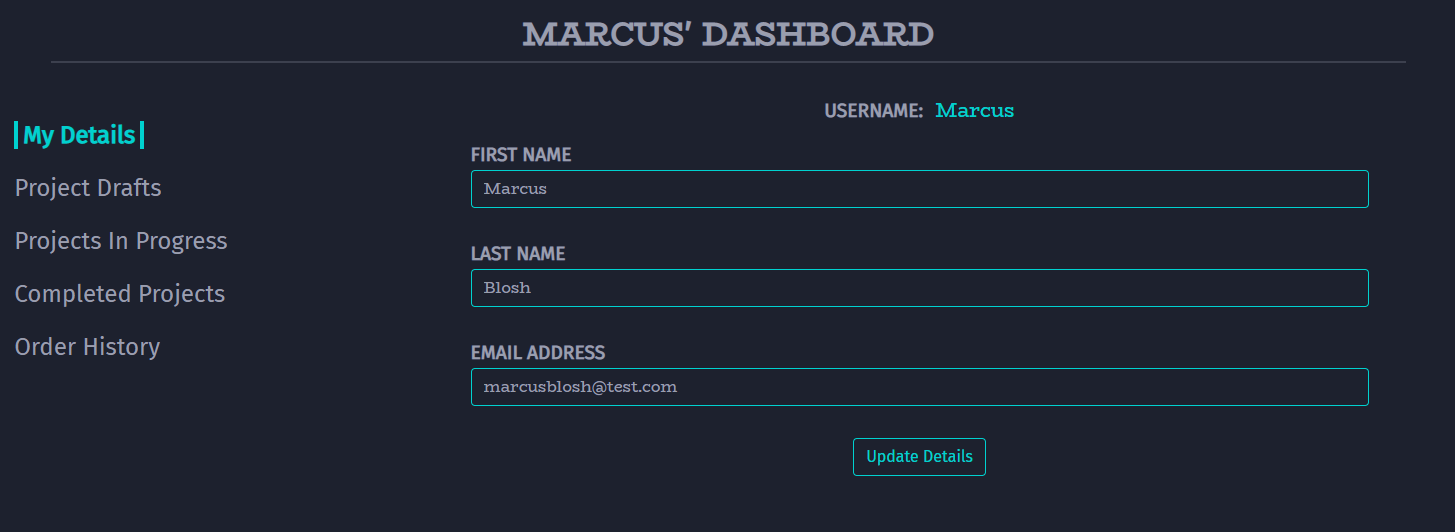 MARCUS' DASHBOARD
My Details
Project Drafts
Projects In Progress
Completed Projects
Order History
USERNAME: Marcus
FIRST NAME
Marcus
LAST NAME
Blosh
EMAIL ADDRESS
marcusblosh@test.com
Update Details